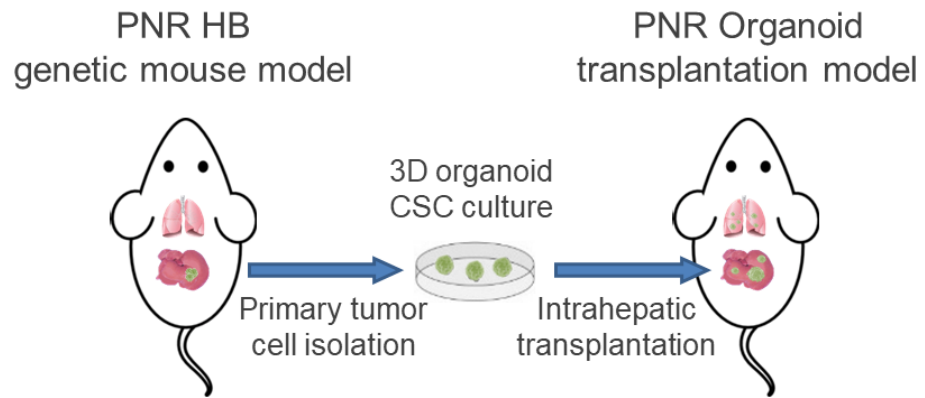 PNR HB
genetic mouse model
PNR Organoid
transplantation model
3D organoid
CSC culture
Primary tumor
cell isolation
Intrahepatic
transplantation